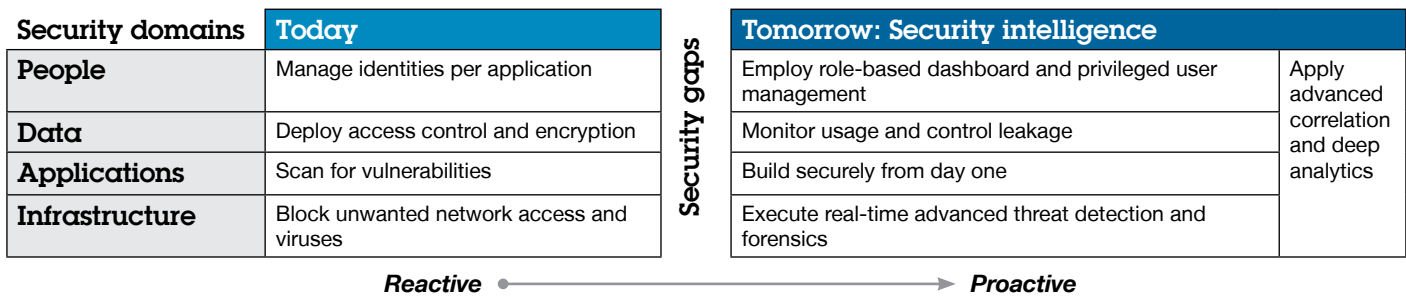 Security domains
Today
Security gaps
Tomorrow: Security intelligence
People
Manage identities per application
Employ role-based dashboard and privileged user
management
Apply
advanced
correlation
and deep
analytics
Data
Deploy access control and encryption
Monitor usage and control leakage
Applications
Scan for vulnerabilities
Build securely from day one
Infrastructure
Block unwanted network access and
viruses
Execute real-time advanced threat detection and
forensics
Reactive
Proactive